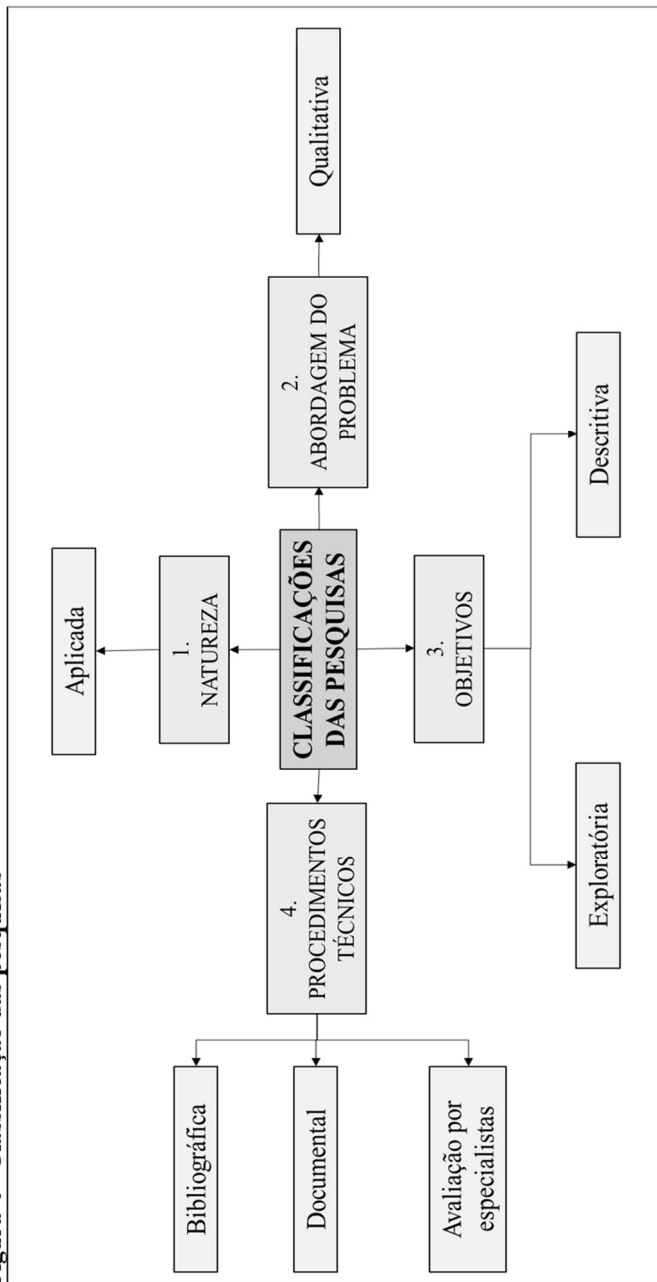 Aplicada
1.
NATUREZA
CLASSIFICAÇÕES
DAS PESQUISAS
2.
ABORDAGEM DO
PROBLEMA
Qualitativa
3.
OBJETIVOS
Exploratória
Descritiva
4.
PROCEDIMENTOS
TÉCNICOS
Bibliográfica
Documental
Avaliação por
especialistas